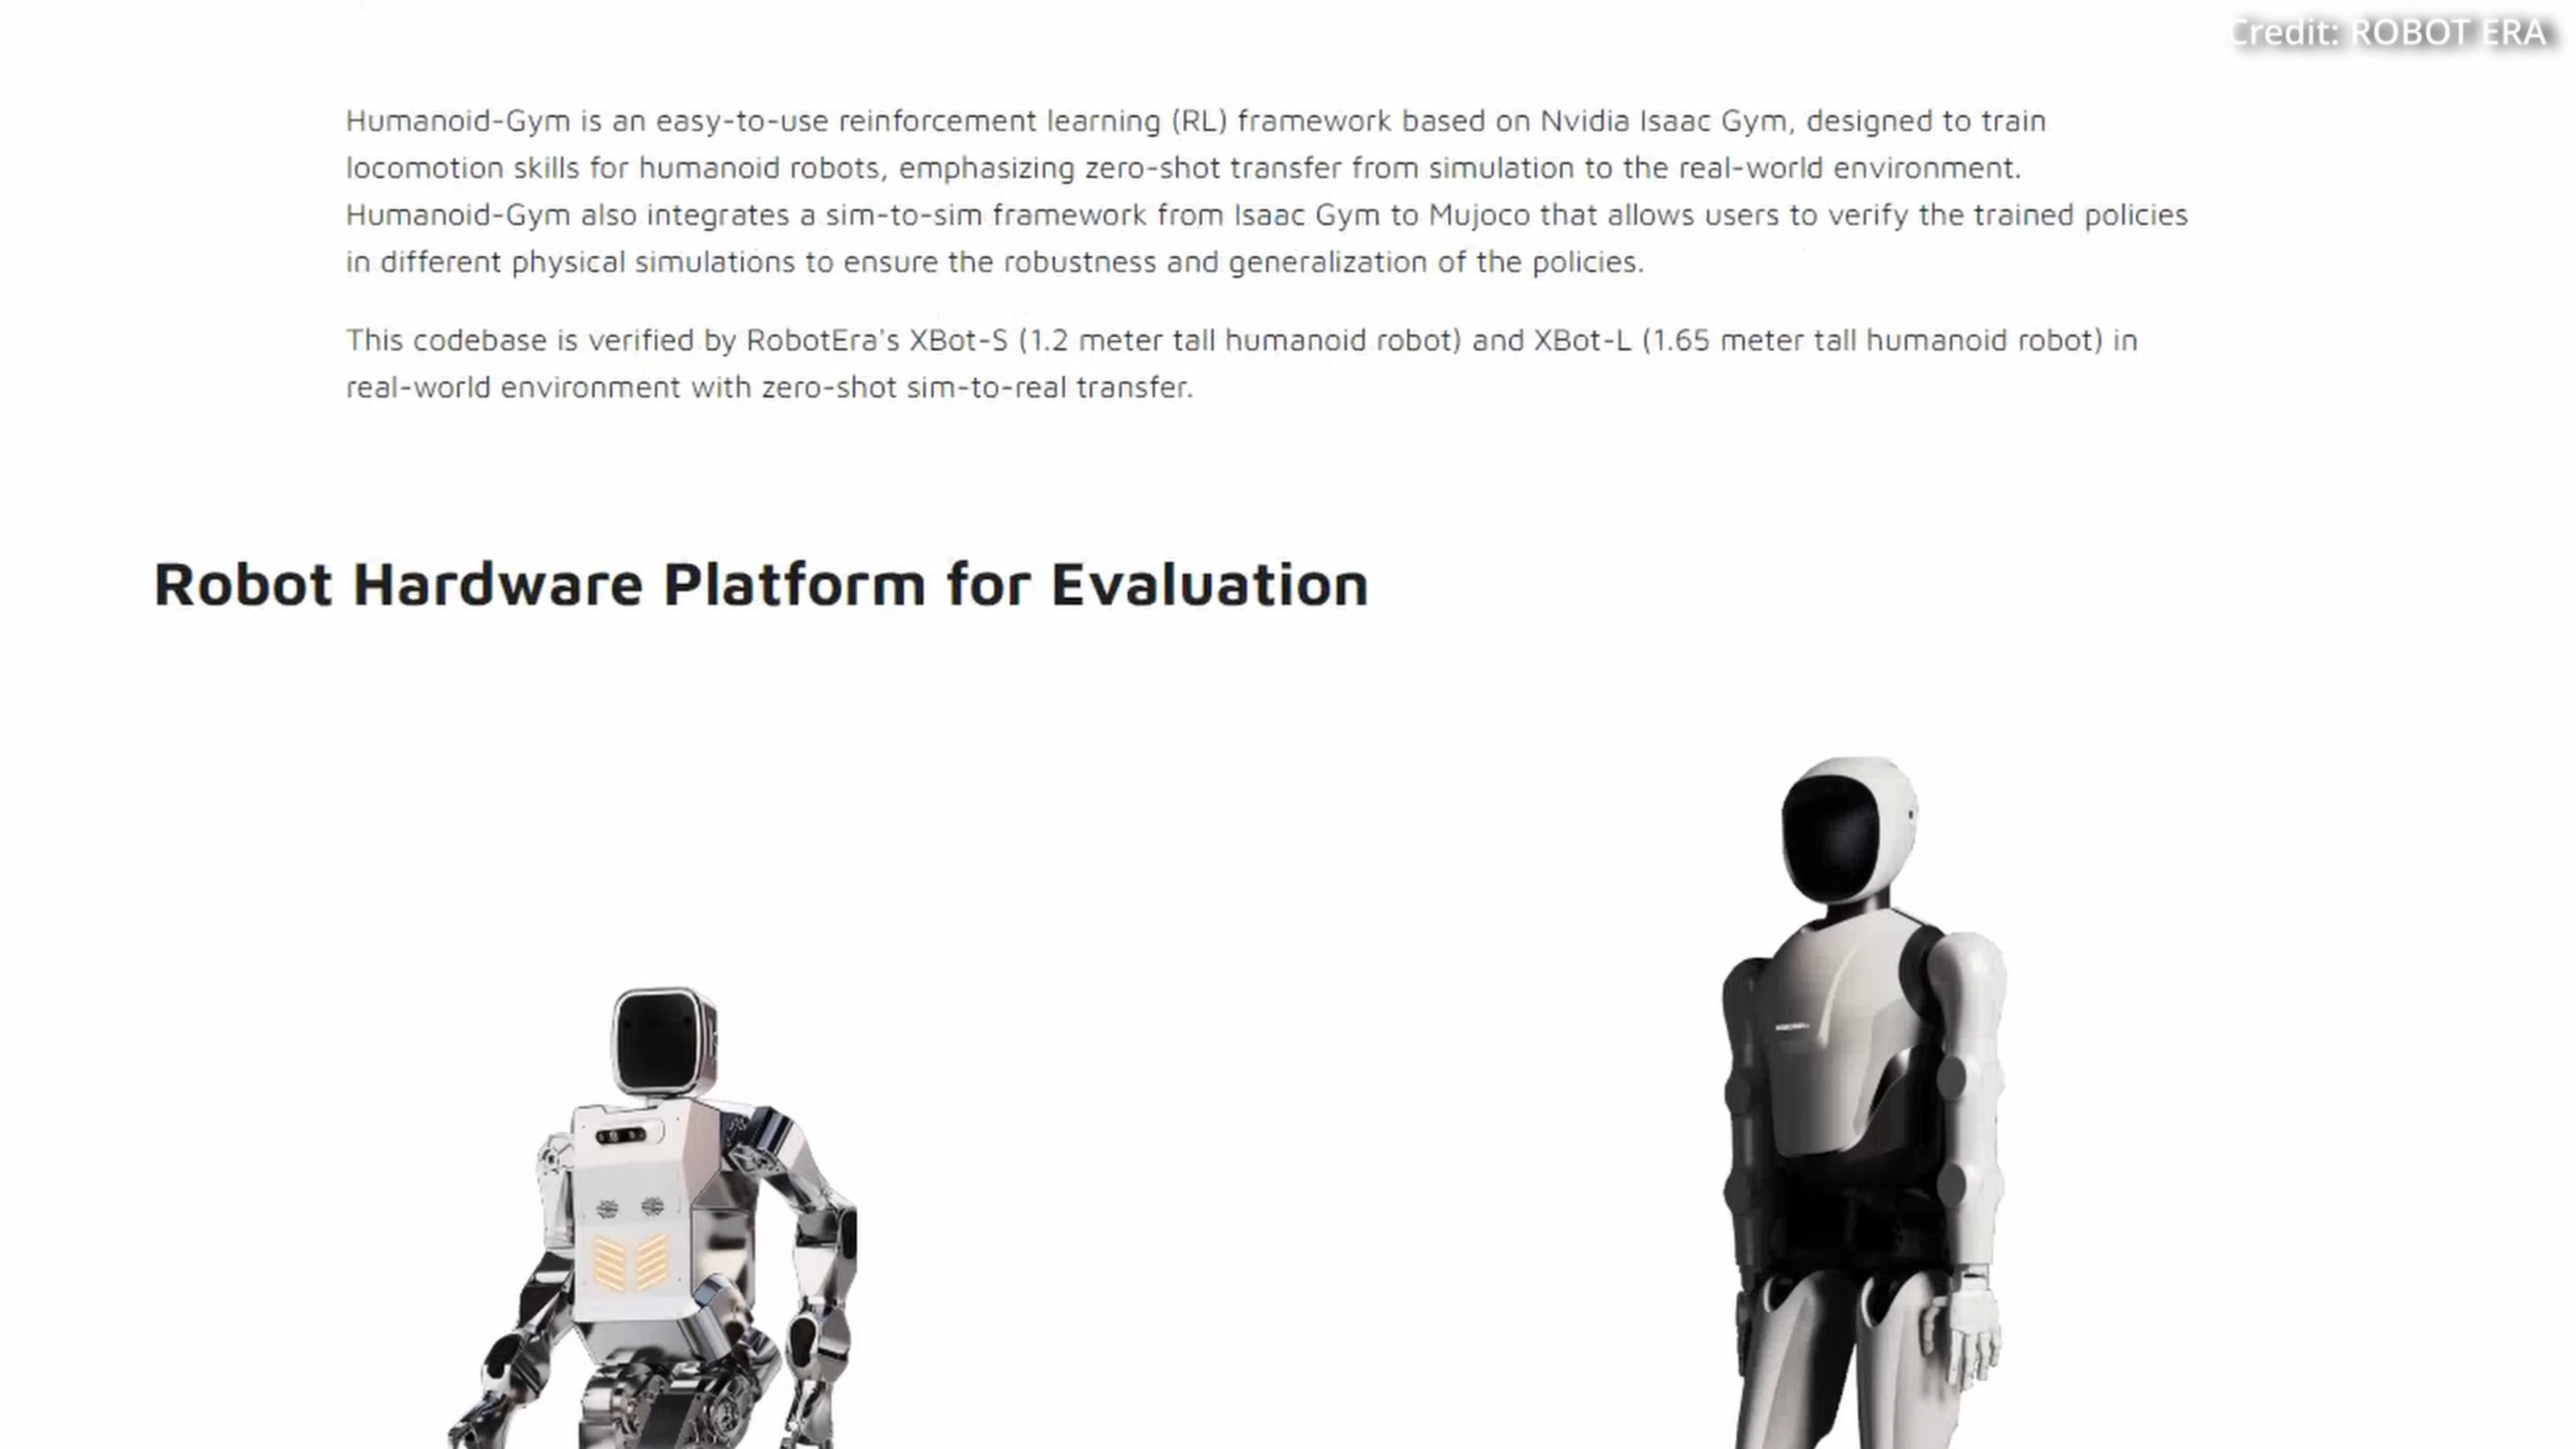 Credit: ROBOT ERA
Humanoid-Gym is an easy-to-use reinforcement learning (RL) framework based on Nvidia Isaac Gym, designed to train
locomotion skills for humanoid robots, emphasizing zero-shot transfer from simulation to the real-world environment.
Humanoid-Gym also integrates a sim-to-sim framework from Isaac Gym to Mujoco that allows users to verify the trained policies
in different physical simulations to ensure the robustness and generalization of the policies.
This codebase is verified by RobotEra's XBot-S (1.2 meter tall humanoid robot) and XBot-L (1.65 meter tall humanoid robot) in
real-world environment with zero-shot sim-to-real transfer.
Robot Hardware Platform for Evaluation